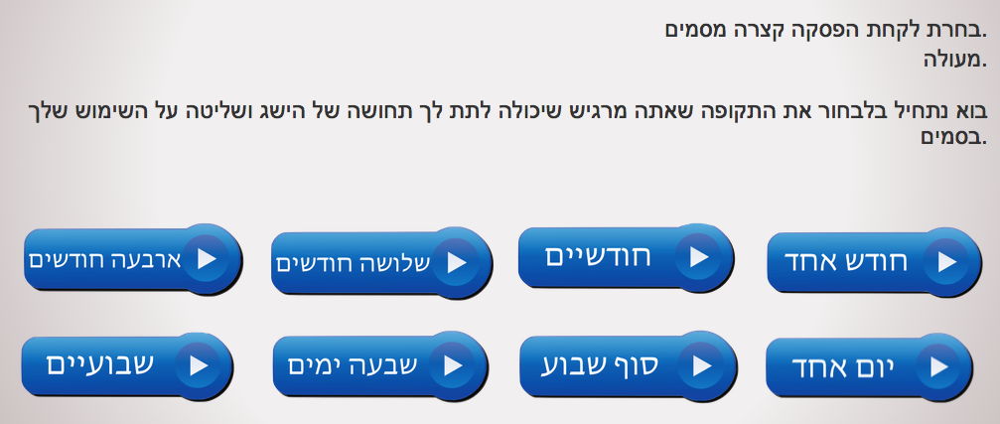 בחרת לקחת הפסקה קצרה מסמים.
מעולה.
בוא נתחיל בלבחור את התקופה שאתה מרגיש שיכולה לתת לך תחושה של הישג ושליטה על השימוש שלך
בסמים.
חודש אחד
חודשיים
שלושה חודשים
ארבעה חודשים
יום אחד
סוף שבוע
שבעה ימים
שבועיים